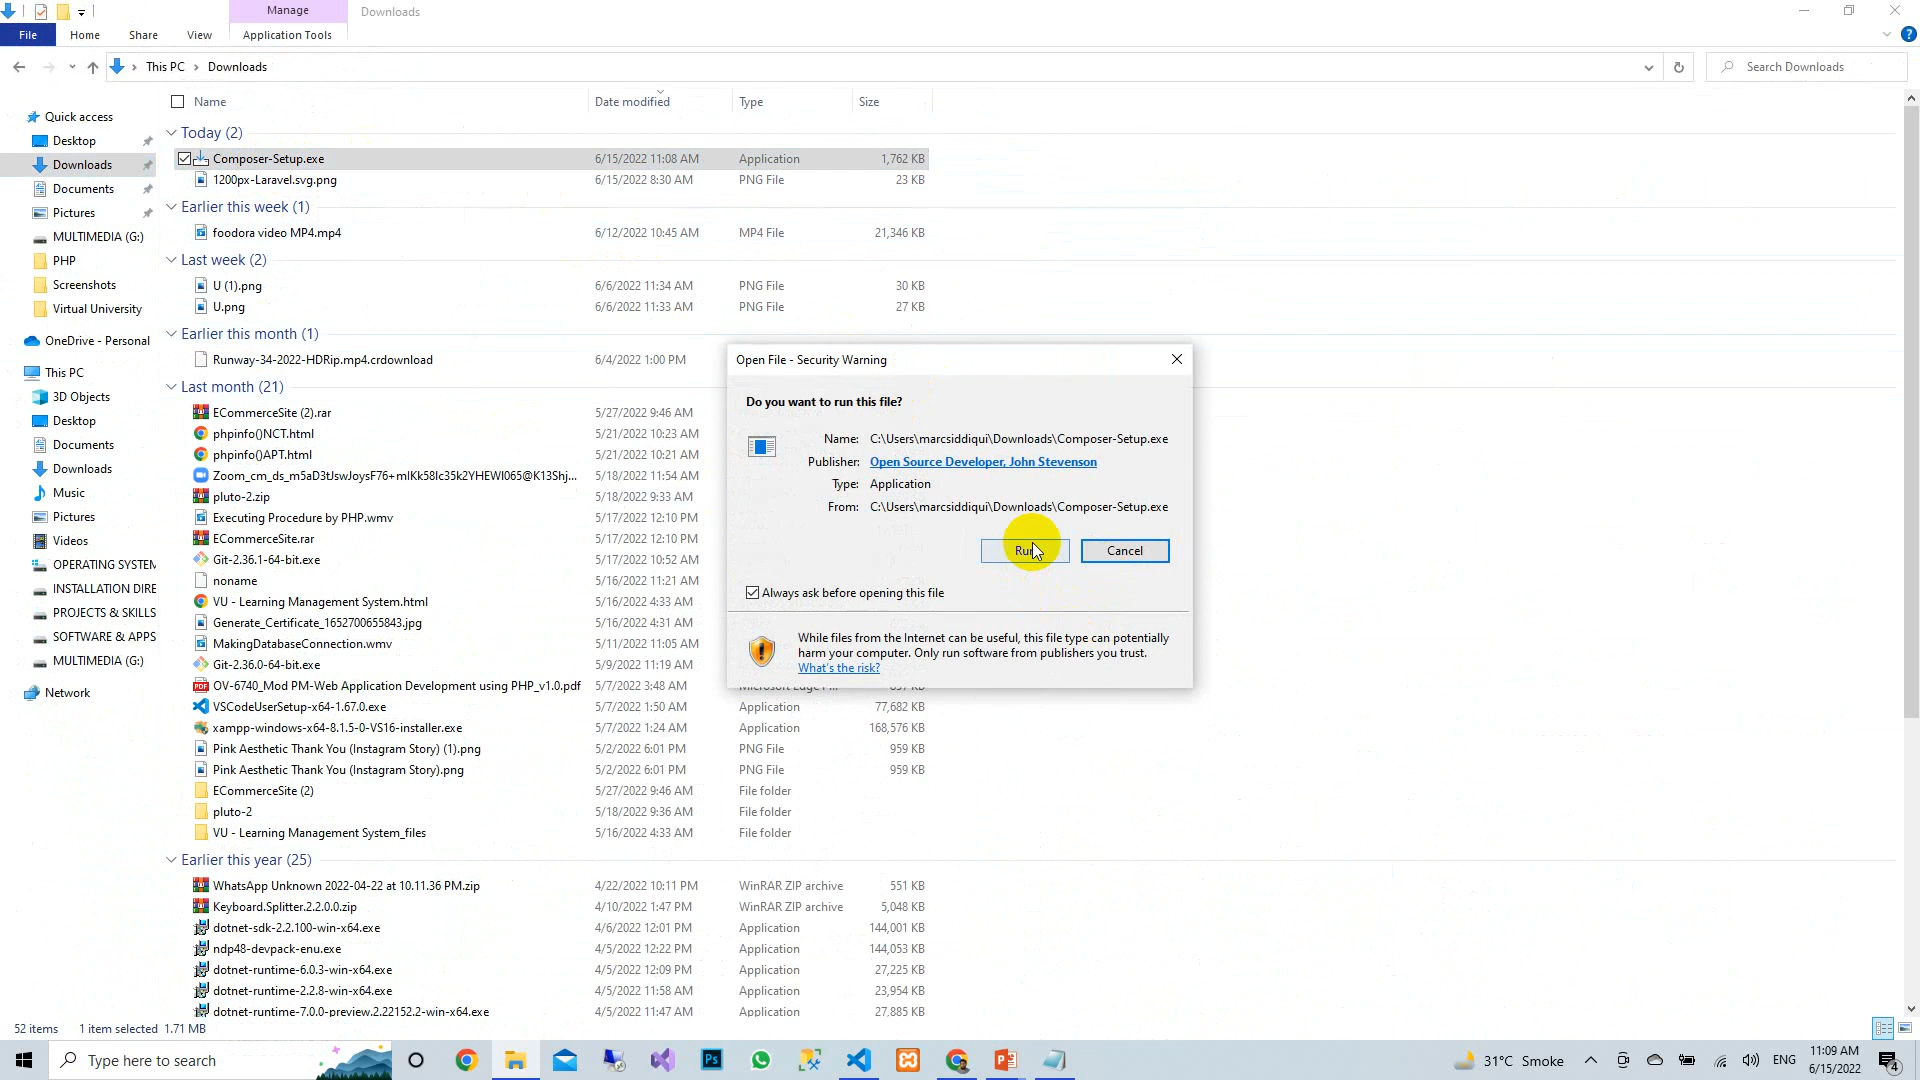 Manage
Downloads
File
Home
Share
View
Application Tools
This PC
Downloads
Search Downloads
Name
Date modified
Type
Size
Quick access
Desktop
Downloads
Documents
Pictures
MULTIMEDIA (G:)
PHP
Screenshots
Virtual University
OneDrive - Personal
This PC
3D Objects
Desktop
Documents
Downloads
Music
Pictures
Videos
OPERATING SYSTEM
INSTALLATION DIRE
PROJECTS & SKILLS
SOFTWARE & APPS
MULTIMEDIA (G:)
Network
Today (2)
Composer-Setup.exe 6/15/2022 11:08 AM Application 1,762 KB
1200px-Laravel.svg.png 6/15/2022 8:30 AM PNG File 23 KB
Earlier this week (1)
foodora video MP4.mp4 6/12/2022 10:45 AM MP4 File 21,346 KB
Last week (2)
U (1).png 6/6/2022 11:34 AM PNG File 30 KB
U.png 6/6/2022 11:33 AM PNG File 27 KB
Earlier this month (1)
Runway-34-2022-HDRip.mp4.crdownload 6/4/2022 1:00 PM
Last month (21)
ECommerceSite (2).rar 5/27/2022 9:46 AM
phpinfo()NCT.html 5/21/2022 10:23 AM
phpinfo()APT.html 5/21/2022 10:21 AM
Zoom_cm_ds_m5aD3tJswJoysF76+mIKk58Ic35k2YHEWI065@K13Shj... 5/18/2022 11:54 AM
pluto-2.zip 5/18/2022 9:33 AM
Executing Procedure by PHP.wmv 5/17/2022 12:10 PM
ECommerceSite.rar 5/17/2022 12:10 PM
Git-2.36.1-64-bit.exe 5/17/2022 10:52 AM
noname 5/16/2022 11:21 AM
VU - Learning Management System.html 5/16/2022 4:33 AM
Generate_Certificate_1652700655843.jpg 5/16/2022 4:31 AM
MakingDatabaseConnection.wmv 5/11/2022 11:05 AM
Git-2.36.0-64-bit.exe 5/9/2022 11:19 AM
OV-6740_Mod PM-Web Application Development using PHP_v1.0.pdf 5/7/2022 3:48 AM
VSCodeUserSetup-x64-1.67.0.exe 5/7/2022 1:50 AM Application 77,682 KB
xampp-windows-x64-8.1.5-0-VS16-installer.exe 5/7/2022 1:24 AM Application 168,576 KB
Pink Aesthetic Thank You (Instagram Story) (1).png 5/2/2022 6:01 PM PNG File 959 KB
Pink Aesthetic Thank You (Instagram Story).png 5/2/2022 6:01 PM PNG File 959 KB
ECommerceSite (2) 5/27/2022 9:46 AM File folder
pluto-2 5/18/2022 9:36 AM File folder
VU - Learning Management System_files 5/16/2022 4:33 AM File folder
Earlier this year (25)
WhatsApp Unknown 2022-04-22 at 10.11.36 PM.zip 4/22/2022 10:11 PM WinRAR ZIP archive 551 KB
Keyboard.Splitter.2.2.0.0.zip 4/10/2022 1:47 PM WinRAR ZIP archive 5,048 KB
dotnet-sdk-2.2.100-win-x64.exe 4/6/2022 12:01 PM Application 144,001 KB
ndp48-devpack-enu.exe 4/5/2022 12:22 PM Application 144,053 KB
dotnet-runtime-6.0.3-win-x64.exe 4/5/2022 12:09 PM Application 27,225 KB
dotnet-runtime-2.2.8-win-x64.exe 4/5/2022 11:58 AM Application 23,954 KB
dotnet-runtime-7.0.0-preview.2.22152.2-win-x64.exe 4/5/2022 11:47 AM Application 27,885 KB
Open File - Security Warning
Do you want to run this file?
Name: C:\Users\marcsiddiqui\Downloads\Composer-Setup.exe
Publisher: Open Source Developer, John Stevenson
Type: Application
From: C:\Users\marcsiddiqui\Downloads\Composer-Setup.exe
Run
Cancel
Always ask before opening this file
While files from the Internet can be useful, this file type can potentially
harm your computer. Only run software from publishers you trust.
What's the risk?
52 items 1 item selected 1.71 MB
Type here to search
31°C Smoke
ENG
11:09 AM
6/15/2022
4